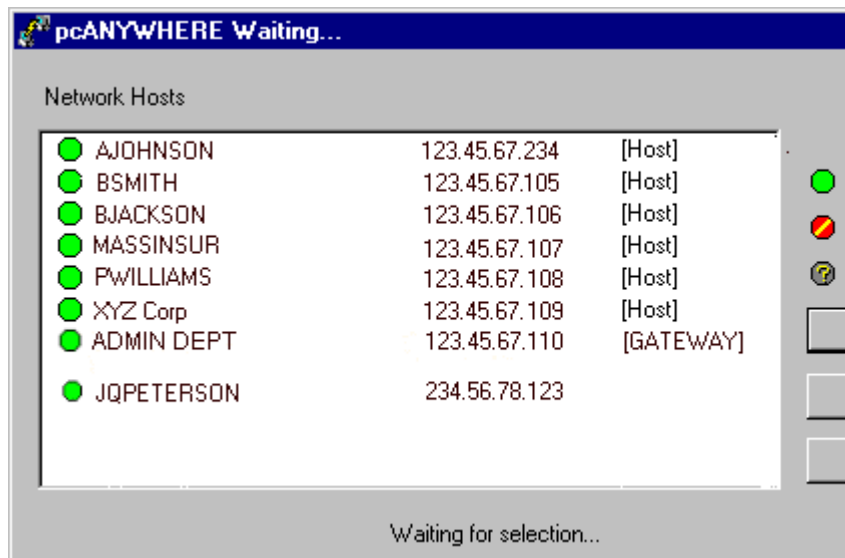 pcANYWHERE Waiting...
Network Hosts
AJOHNSON 123.45.67.234 [Host]
BSMITH 123.45.67.105 [Host]
BJACKSON 123.45.67.106 [Host]
MASSINSUR 123.45.67.107 [Host]
PWILLIAMS 123.45.67.108 [Host]
XYZ Corp 123.45.67.109 [Host]
ADMIN DEPT 123.45.67.110 [GATEWAY]
JQPETERSON 234.56.78.123
Waiting for selection...